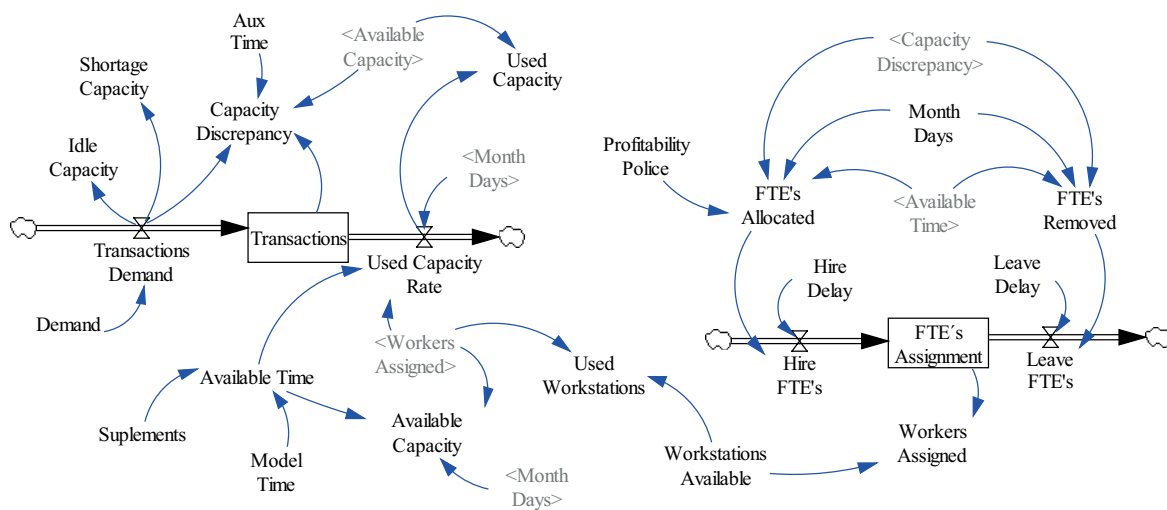 Aux
Time
<Available
Capacity>
Used
Capacity
Shortage
Capacity
Capacity
Discrepancy
Idle
Capacity
<Month
Days>
Transactions
Transactions
Demand
Used Capacity
Rate
Demand
<Workers
Assigned>
Available Time
Used
Workstations
Suplements
Available
Capacity
Model
Time
<Month
Days>
Workstations
Available
<Capacity
Discrepancy>
Month
Days
Profitability
Police
FTE's
Allocated
<Available
Time>
FTE's
Removed
Hire
Delay
Leave
Delay
FTE´s
Assignment
Hire
FTE's
Leave
FTE's
Workers
Assigned